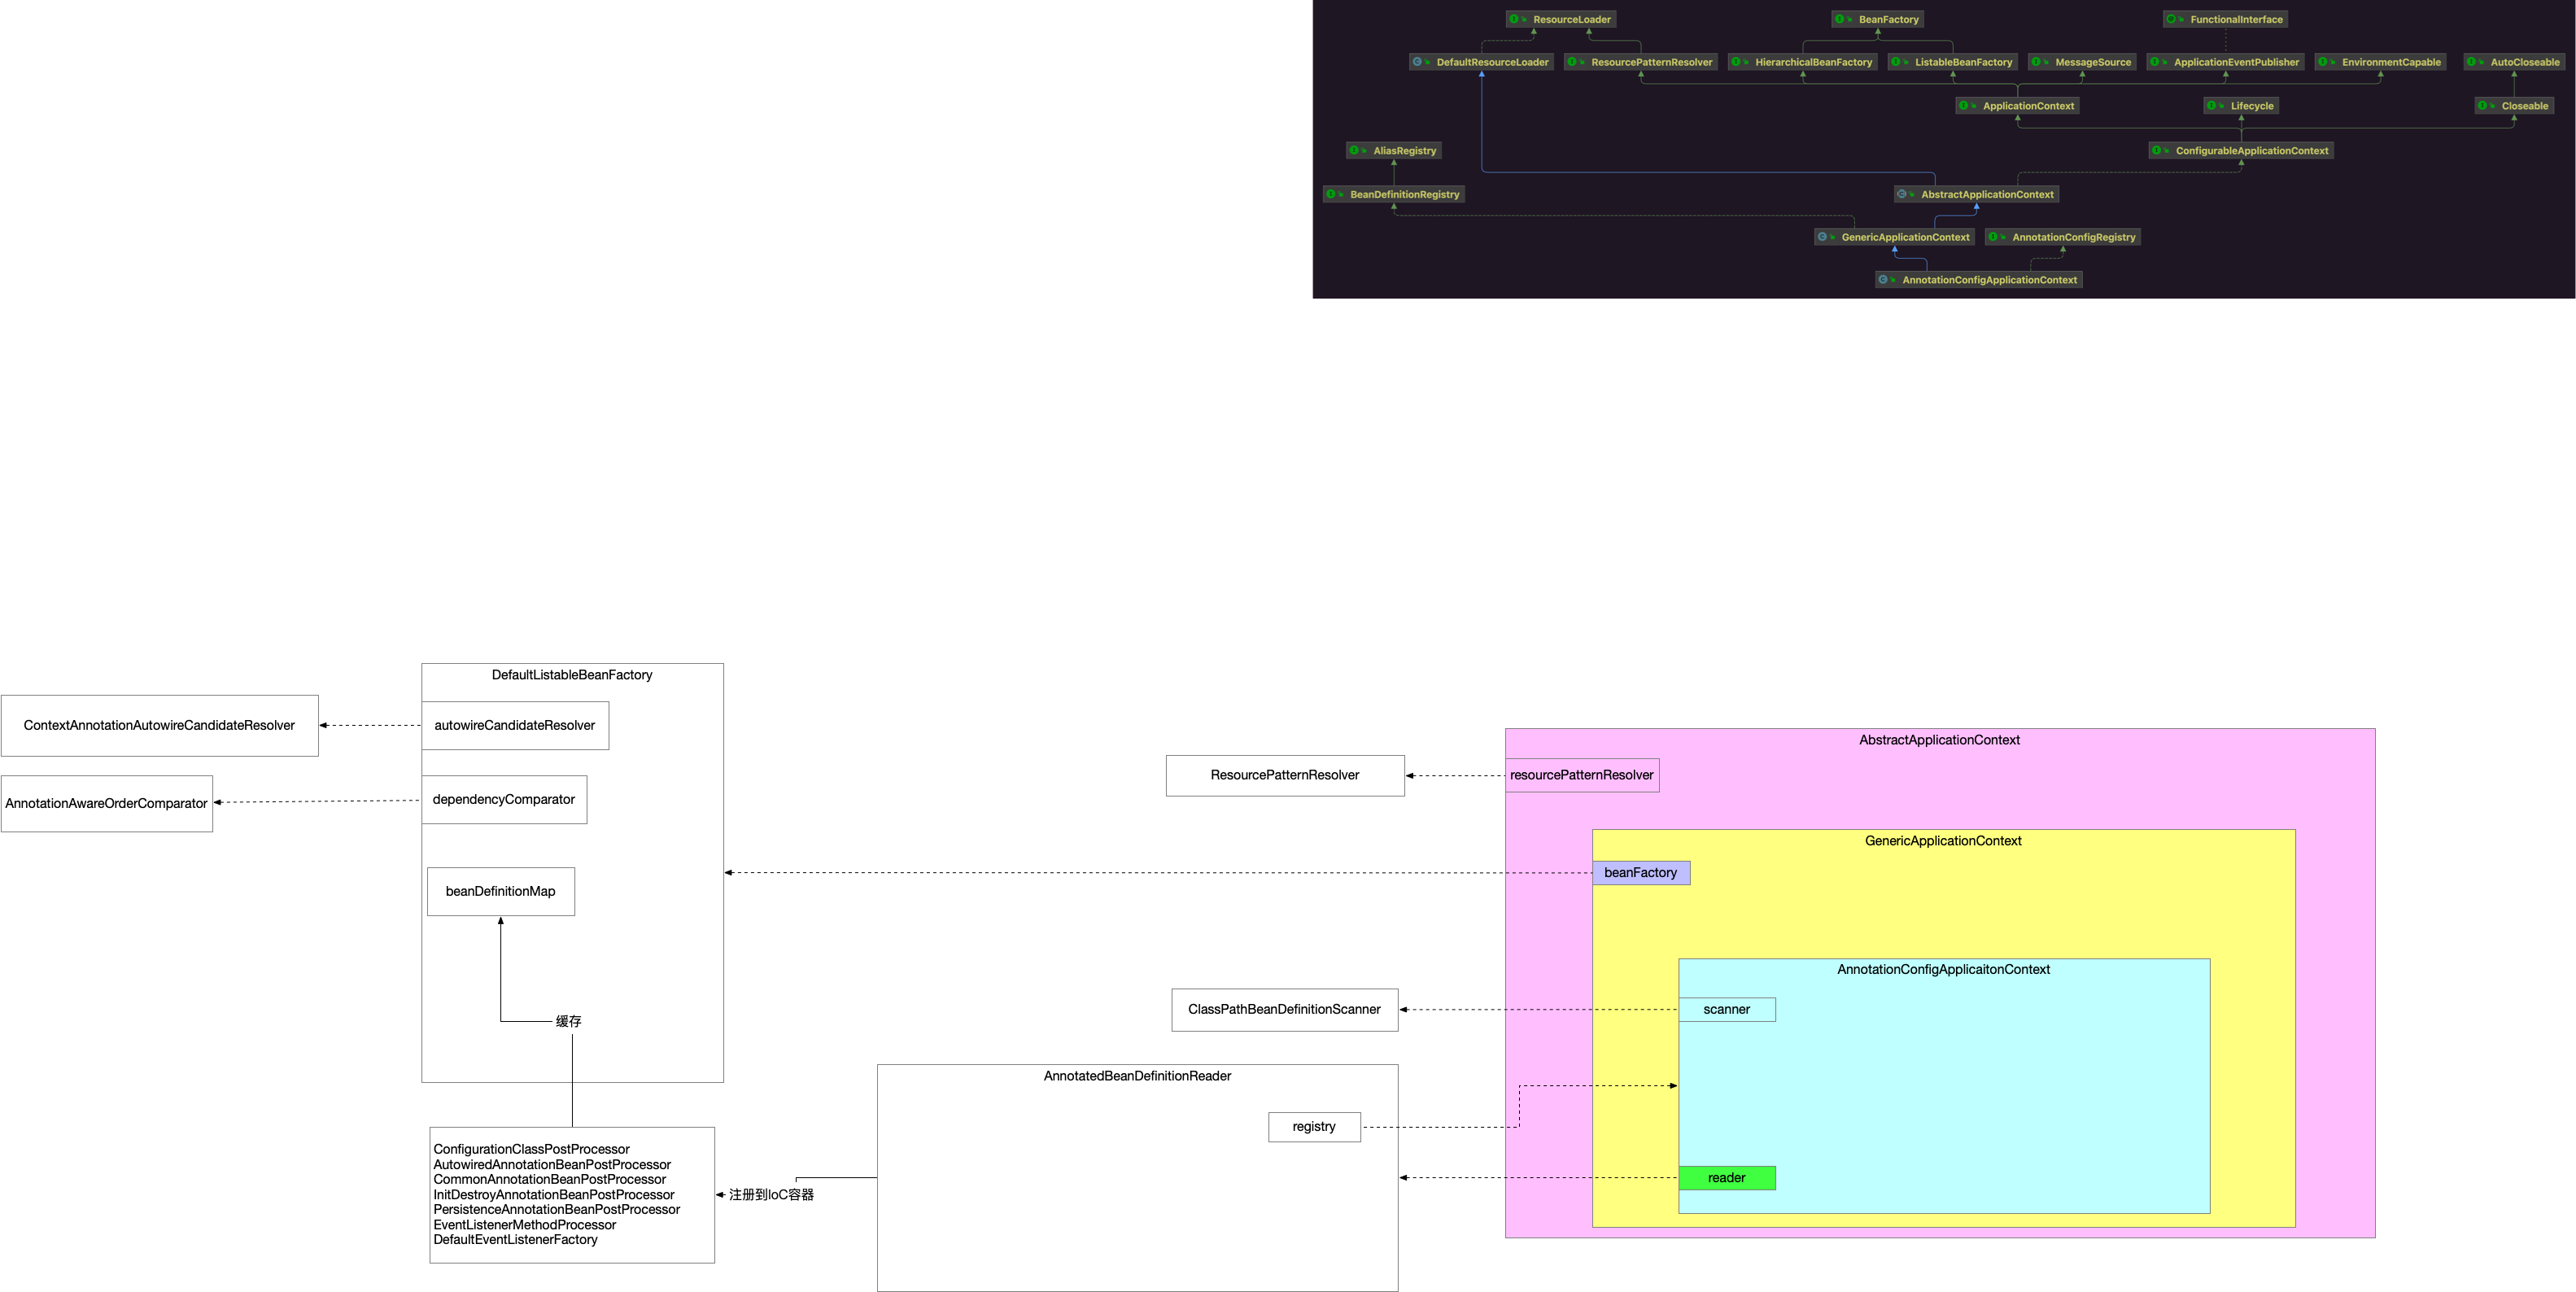 ResourceLoader
BeanFactory
FunctionalInterface
DefaultResourceLoader
ResourcePatternResolver
HierarchicalBeanFactory
ListableBeanFactory
MessageSource
ApplicationEventPublisher
EnvironmentCapable
AutoCloseable
ApplicationContext
Lifecycle
Closeable
AliasRegistry
ConfigurableApplicationContext
BeanDefinitionRegistry
AbstractApplicationContext
GenericApplicationContext
AnnotationConfigRegistry
AnnotationConfigApplicationContext
DefaultListableBeanFactory
ContextAnnotationAutowireCandidateResolver
autowireCandidateResolver
AnnotationAwareOrderComparator
dependencyComparator
beanDefinitionMap
缓存
ConfigurationClassPostProcessor
AutowiredAnnotationBeanPostProcessor
CommonAnnotationBeanPostProcessor
InitDestroyAnnotationBeanPostProcessor
PersistenceAnnotationBeanPostProcessor
EventListenerMethodProcessor
DefaultEventListenerFactory
注册到IoC容器
AnnotatedBeanDefinitionReader
registry
ClassPathBeanDefinitionScanner
ResourcePatternResolver
AbstractApplicationContext
resourcePatternResolver
GenericApplicationContext
beanFactory
AnnotationConfigApplicaitonContext
scanner
reader